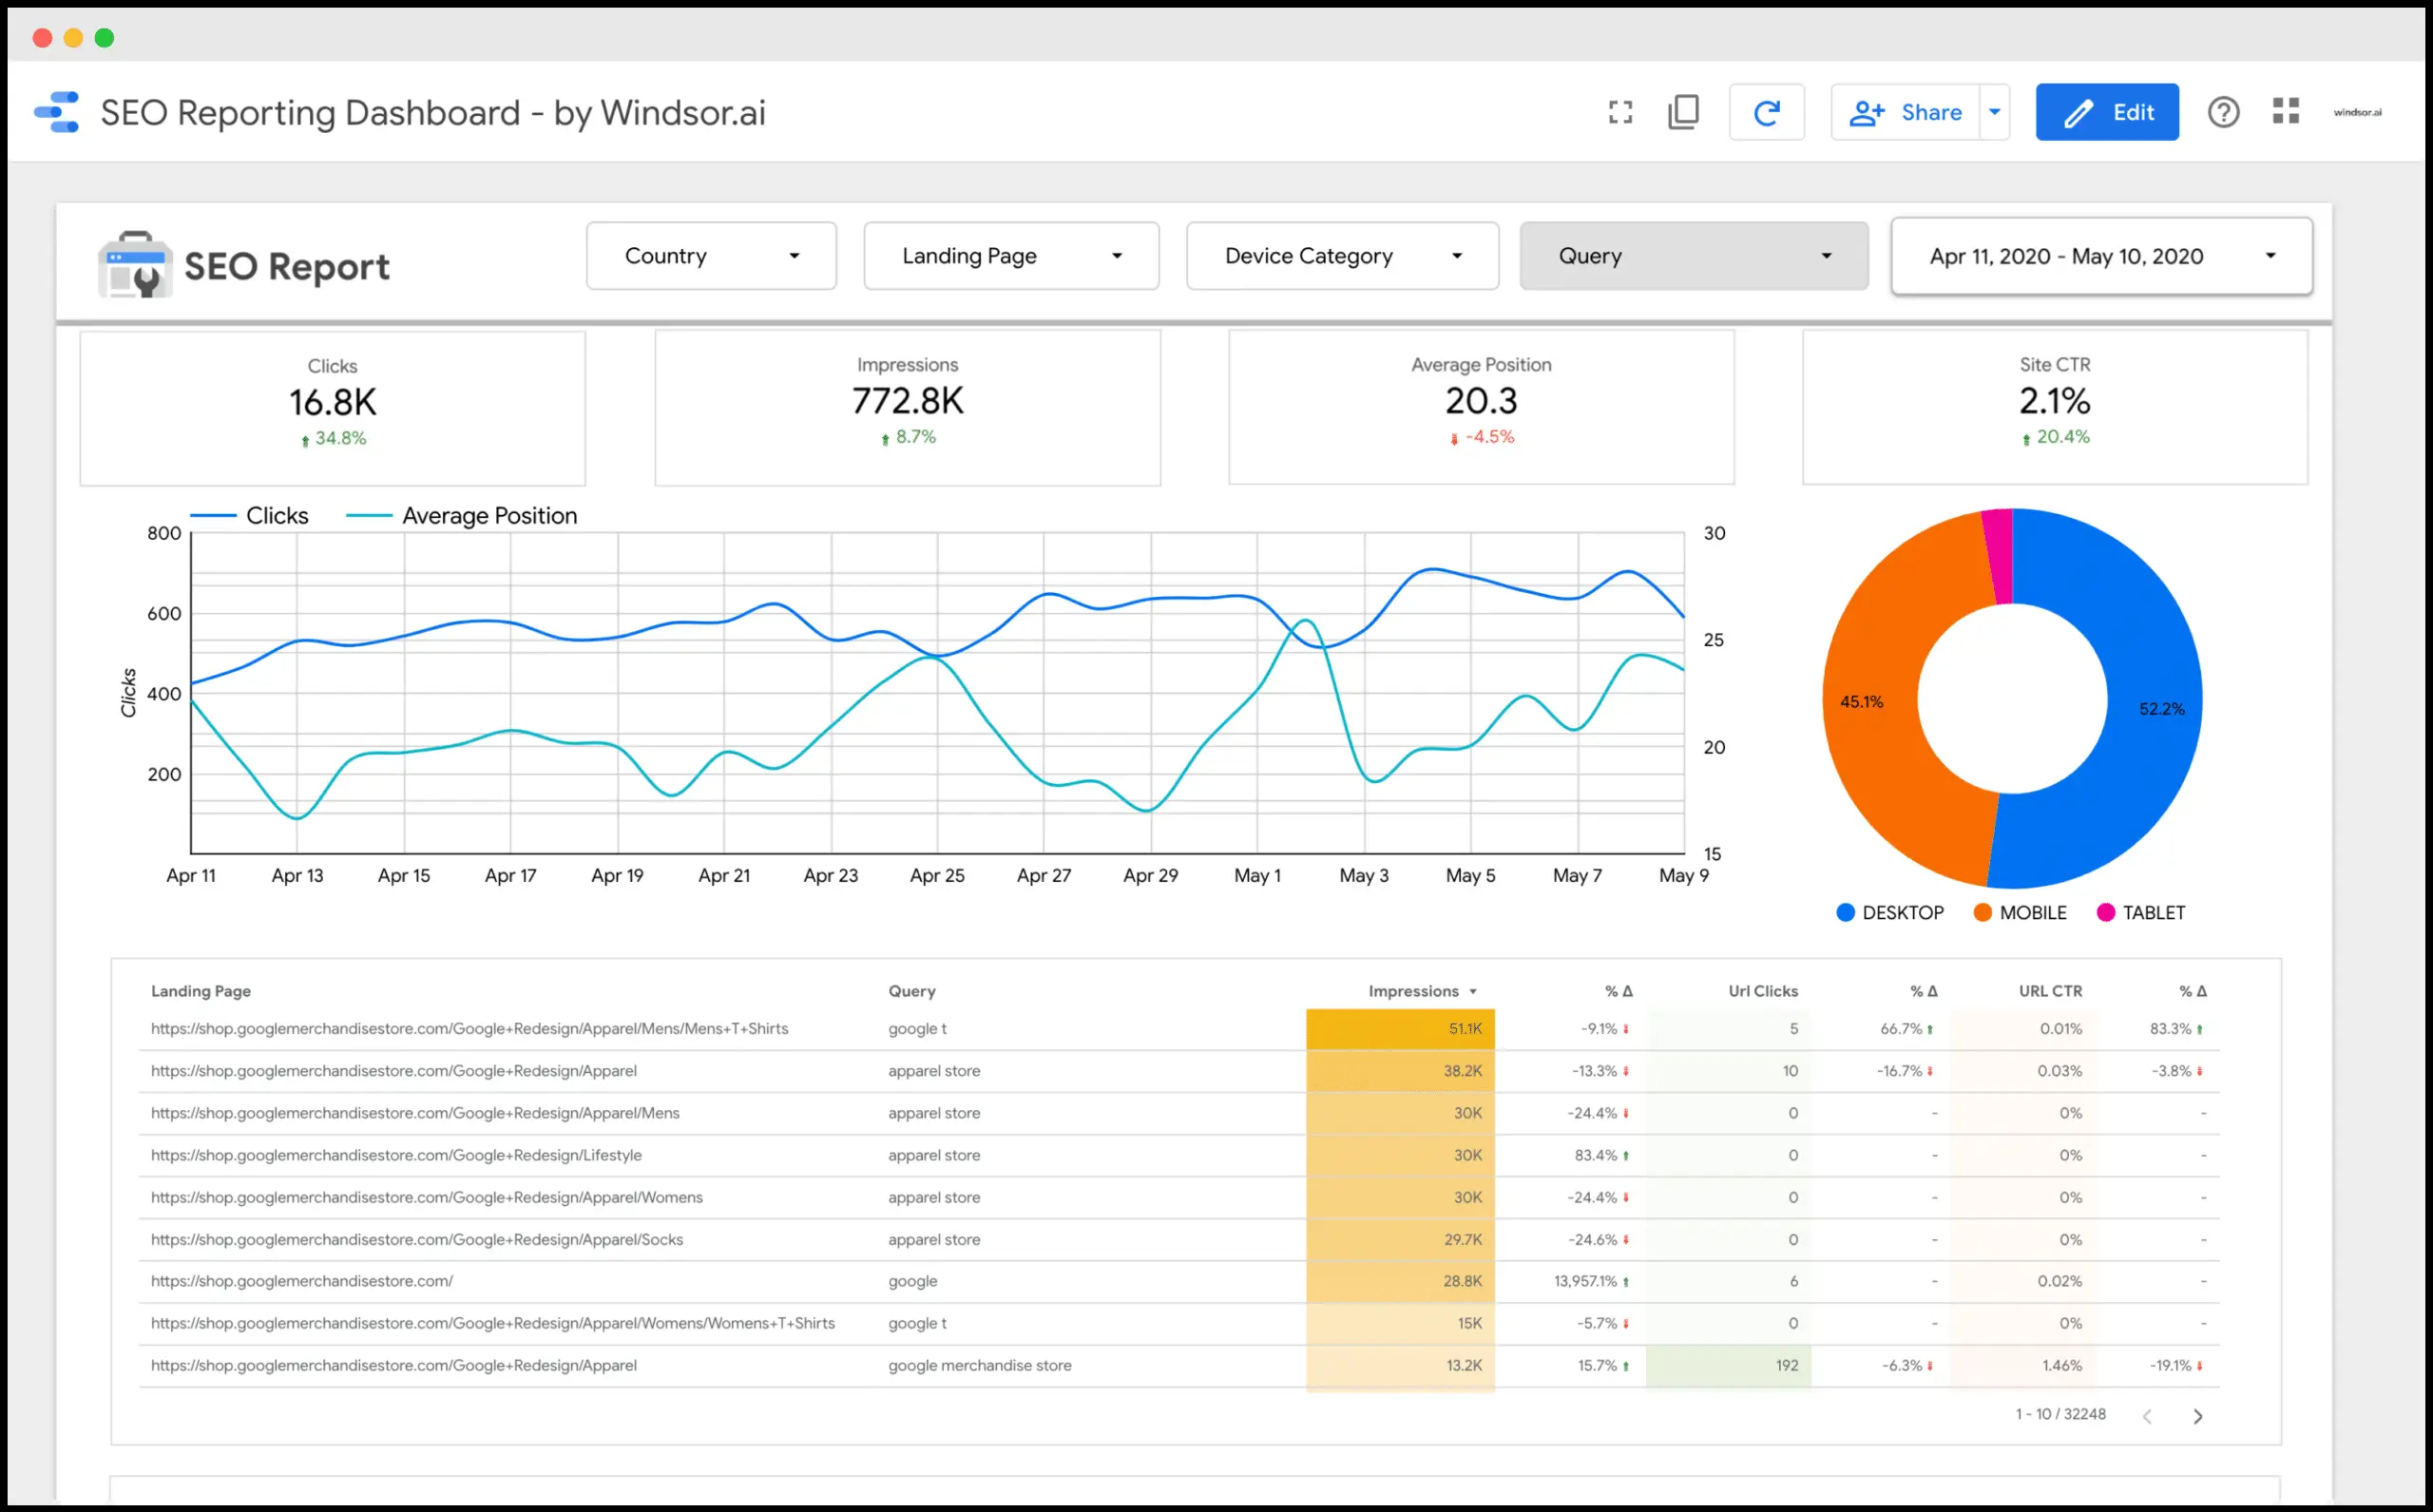 SEO Reporting Dashboard - by Windsor.ai
Share
Edit
windsor.ai
SEO Report
Country
Landing Page
Device Category
Query
Apr 11, 2020 - May 10, 2020
Clicks
16.8K
34.8%
Impressions
772.8K
8.7%
Average Position
20.3
-4.5%
Site CTR
2.1%
20.4%
Clicks Average Position
800
600
400
200
Clicks
30
25
20
15
Apr 11 Apr 13 Apr 15 Apr 17 Apr 19 Apr 21 Apr 23 Apr 25 Apr 27 Apr 29 May 1 May 3 May 5 May 7 May 9
45.1%
52.2%
DESKTOP MOBILE TABLET
Landing Page Query Impressions % Δ Url Clicks % Δ URL CTR % Δ
https://shop.googlemerchandisestore.com/Google+Redesign/Apparel/Mens/Mens+T+Shirts google t 51.1K -9.1% 5 66.7% 0.01% 83.3%
https://shop.googlemerchandisestore.com/Google+Redesign/Apparel apparel store 38.2K -13.3% 10 -16.7% 0.03% -3.8%
https://shop.googlemerchandisestore.com/Google+Redesign/Apparel/Mens apparel store 30K -24.4% 0 - 0% -
https://shop.googlemerchandisestore.com/Google+Redesign/Lifestyle apparel store 30K 83.4% 0 - 0% -
https://shop.googlemerchandisestore.com/Google+Redesign/Apparel/Womens apparel store 30K -24.4% 0 - 0% -
https://shop.googlemerchandisestore.com/Google+Redesign/Apparel/Socks apparel store 29.7K -24.6% 0 - 0% -
https://shop.googlemerchandisestore.com/ google 28.8K 13,957.1% 6 - 0.02% -
https://shop.googlemerchandisestore.com/Google+Redesign/Apparel/Womens/Womens+T+Shirts google t 15K -5.7% 0 - 0% -
https://shop.googlemerchandisestore.com/Google+Redesign/Apparel google merchandise store 13.2K 15.7% 192 -6.3% 1.46% -19.1%
1 - 10 / 32248